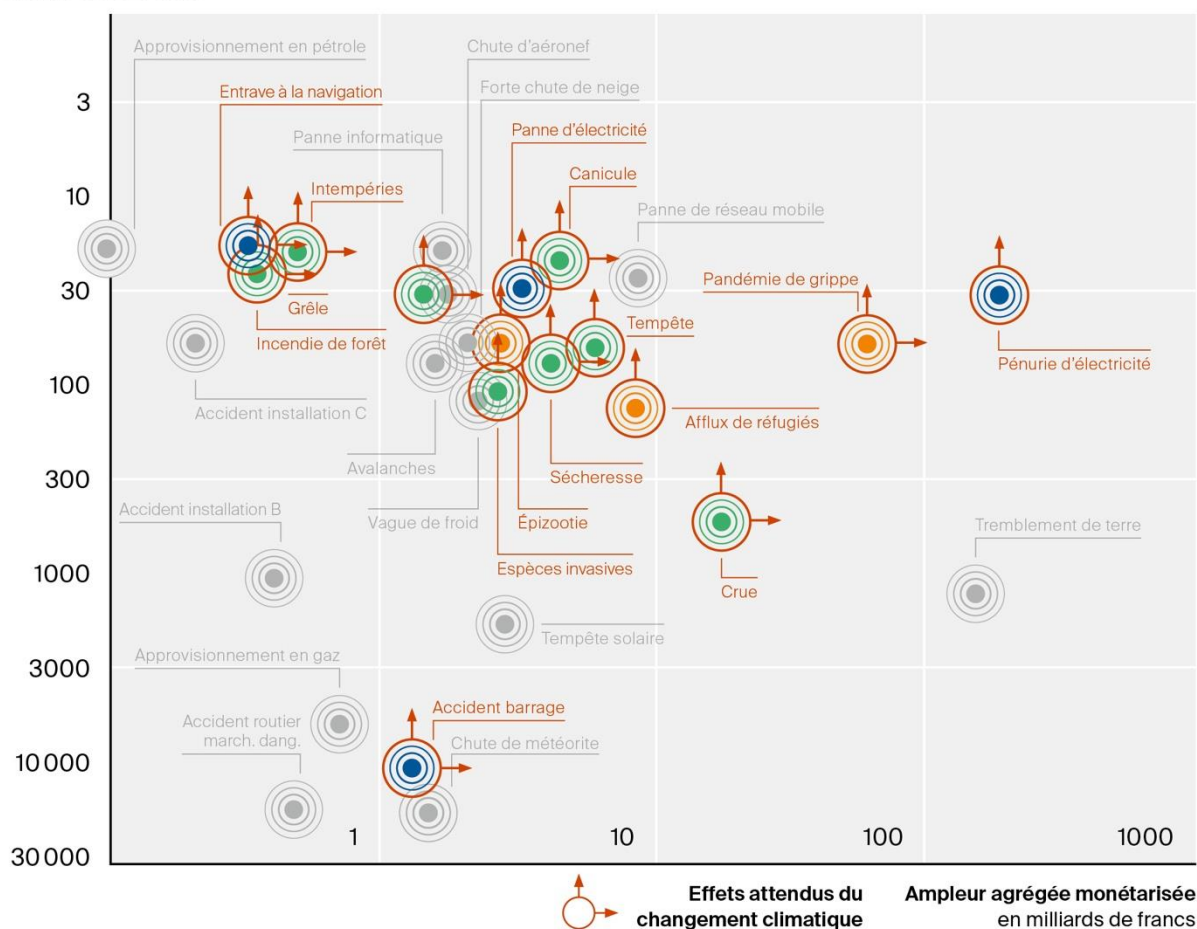 Approvisionnement en pétrole
Chute d'aéronef
Entrave à la navigation
Forte chute de neige
3
Panne informatique
Panne d'électricité
Intempéries
Canicule
10
Panne de réseau mobile
Pandémie de grippe
30
Grêle
Tempête
Incendie de forêt
Pénurie d'électricité
100
Accident installation C
Afflux de réfugiés
Avalanches
Sécheresse
300
Accident installation B
Vague de froid
Épizootie
Tremblement de terre
Espèces invasives
1000
Crue
Tempête solaire
Approvisionnement en gaz
3000
Accident barrage
Accident routier
march. dang.
Chute de météorite
10 000
1
10
100
1000
30 000
Effets attendus du
changement climatique
Ampleur agrégée monétarisée
en milliards de francs